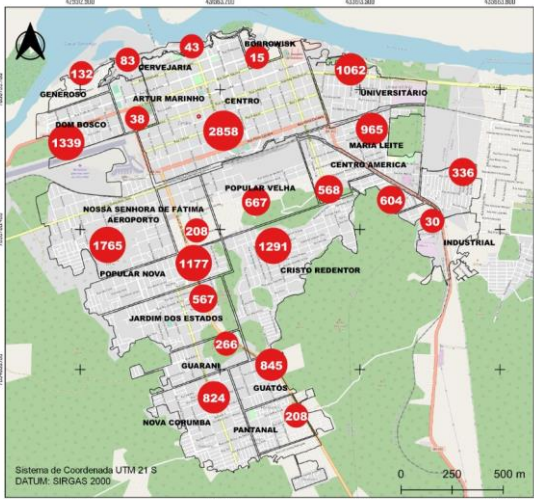 43
BORROWISK
83
15
CERVEJARIA
132
1062
GENEROSO
ARTUR MARINHO
CENTRO
UNIVERSITÁRIO
38
DOM BOSCO
2858
965
1339
MARIA LEITE
CENTRO AMERICA
336
POPULAR VELHA
568
667
604
NOSSA SENHORA DE FÁTIMA
AEROPORTO
208
30
1765
1291
INDUSTRIAL
1177
POPULAR NOVA
CRISTO REDENTOR
567
JARDIM DOS ESTADOS
266
GUARANI
845
GUATÓS
824
208
NOVA CORUMBÁ
PANTANAL
Sistema de Coordenada UTM 21 S
DATUM: SIRGAS 2000
0 250 500 m